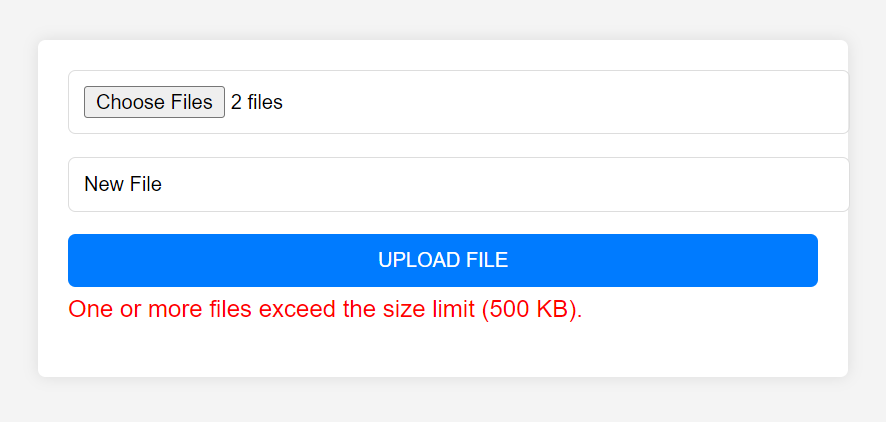 Choose Files 2 files
New File
UPLOAD FILE
One or more files exceed the size limit (500 KB).